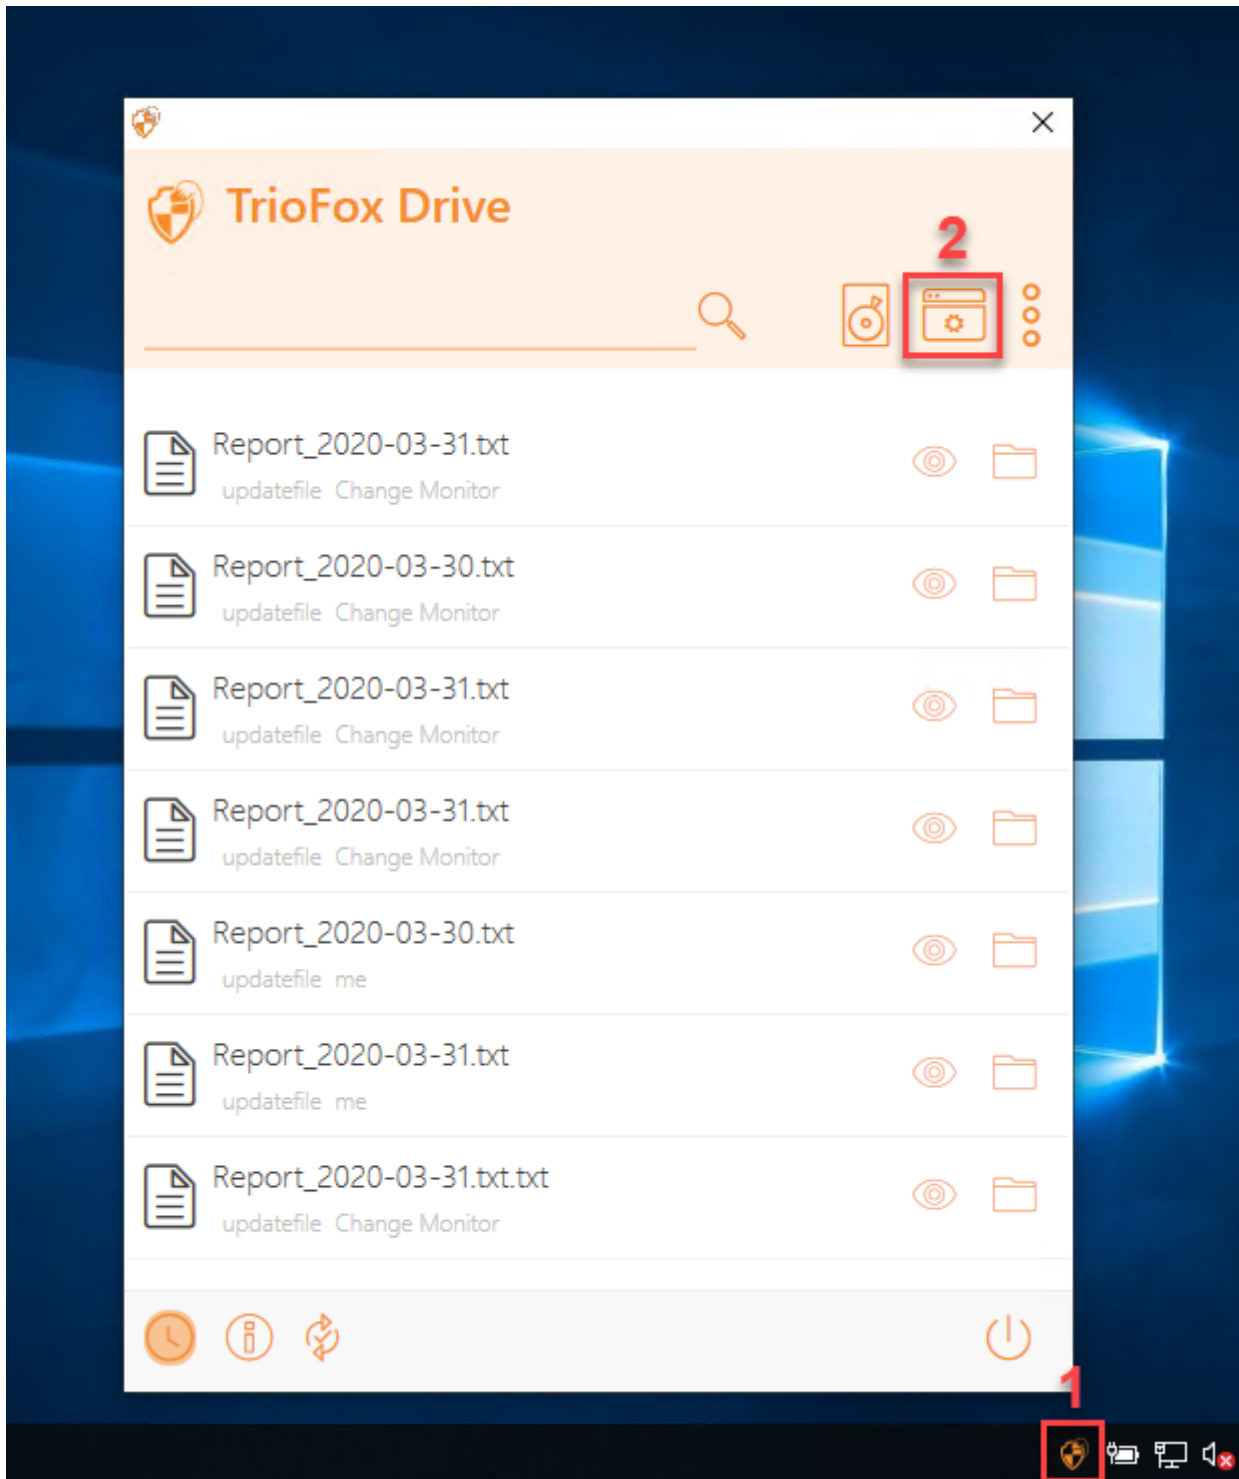 TrioFox Drive
2
Report_2020-03-31.txt
updatefile Change Monitor
Report_2020-03-30.txt
updatefile Change Monitor
Report_2020-03-31.txt
updatefile Change Monitor
Report_2020-03-31.txt
updatefile Change Monitor
Report_2020-03-30.txt
updatefile me
Report_2020-03-31.txt
updatefile me
Report_2020-03-31.txt.txt
updatefile Change Monitor
1